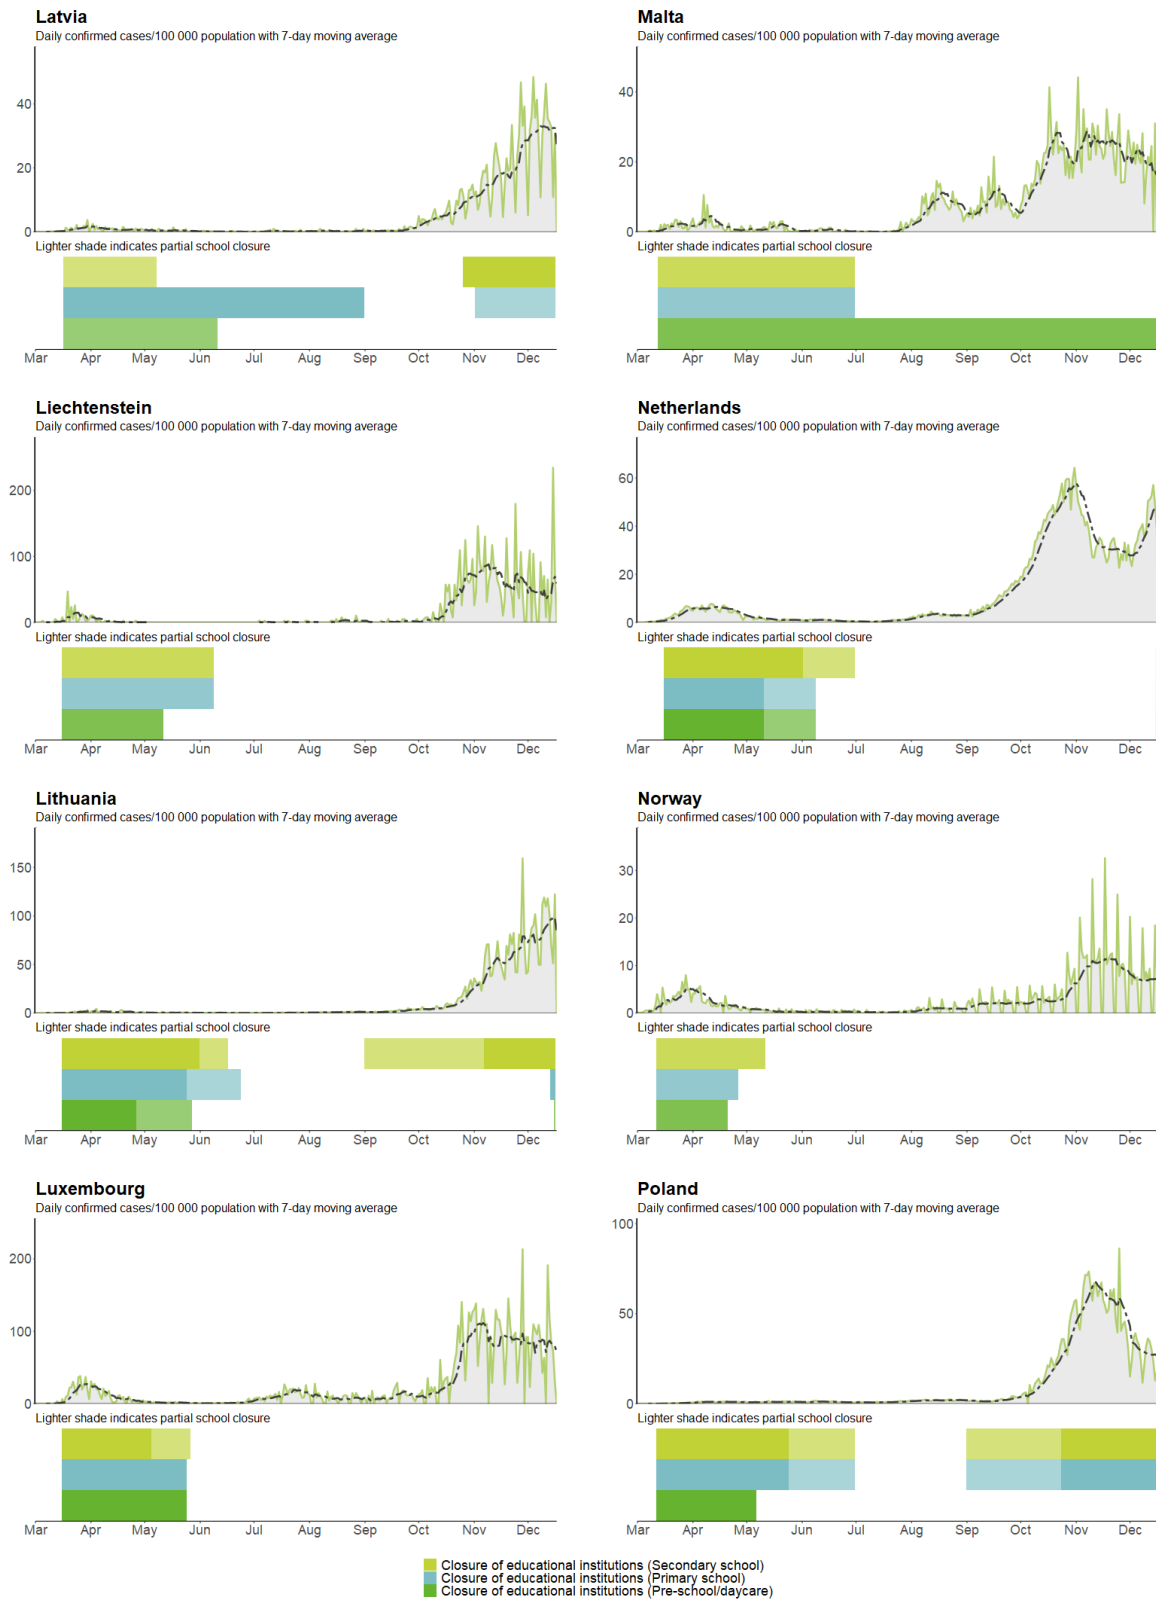 Latvia
Daily confirmed cases/100 000 population with 7-day moving average
40
20
0
Lighter shade indicates partial school closure
Mar Apr May Jun Jul Aug Sep Oct Nov Dec
Malta
Daily confirmed cases/100 000 population with 7-day moving average
40
20
0
Lighter shade indicates partial school closure
Mar Apr May Jun Jul Aug Sep Oct Nov Dec
Liechtenstein
Daily confirmed cases/100 000 population with 7-day moving average
200
100
0
Lighter shade indicates partial school closure
Mar Apr May Jun Jul Aug Sep Oct Nov Dec
Netherlands
Daily confirmed cases/100 000 population with 7-day moving average
60
40
20
0
Lighter shade indicates partial school closure
Mar Apr May Jun Jul Aug Sep Oct Nov Dec
Lithuania
Daily confirmed cases/100 000 population with 7-day moving average
150
100
50
0
Lighter shade indicates partial school closure
Mar Apr May Jun Jul Aug Sep Oct Nov Dec
Norway
Daily confirmed cases/100 000 population with 7-day moving average
30
20
10
0
Lighter shade indicates partial school closure
Mar Apr May Jun Jul Aug Sep Oct Nov Dec
Luxembourg
Daily confirmed cases/100 000 population with 7-day moving average
200
100
0
Lighter shade indicates partial school closure
Mar Apr May Jun Jul Aug Sep Oct Nov Dec
Poland
Daily confirmed cases/100 000 population with 7-day moving average
100
50
0
Lighter shade indicates partial school closure
Mar Apr May Jun Jul Aug Sep Oct Nov Dec
Closure of educational institutions (Secondary school)
Closure of educational institutions (Primary school)
Closure of educational institutions (Pre-school/daycare)